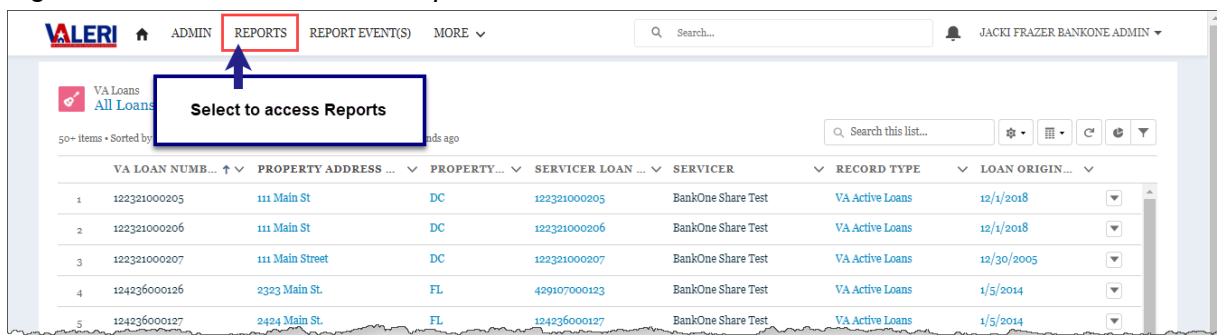 VALERI ADMIN REPORTS REPORT EVENT(S) MORE Search... JACKI FRAZER BANKONE ADMIN
VA Loans
All Loans
Select to access Reports
50+ items • Sorted by nds ago Search this list...
VA LOAN NUMB... PROPERTY ADDRESS ... PROPERTY... SERVICER LOAN ... SERVICER RECORD TYPE LOAN ORIGIN...
1 122321000205 111 Main St DC 122321000205 BankOne Share Test VA Active Loans 12/1/2018
2 122321000206 111 Main St DC 122321000206 BankOne Share Test VA Active Loans 12/1/2018
3 122321000207 111 Main Street DC 122321000207 BankOne Share Test VA Active Loans 12/30/2005
4 124236000126 2323 Main St. FL 429107000123 BankOne Share Test VA Active Loans 1/5/2014
5 124236000127 2424 Main St. FL 124236000127 BankOne Share Test VA Active Loans 1/5/2014